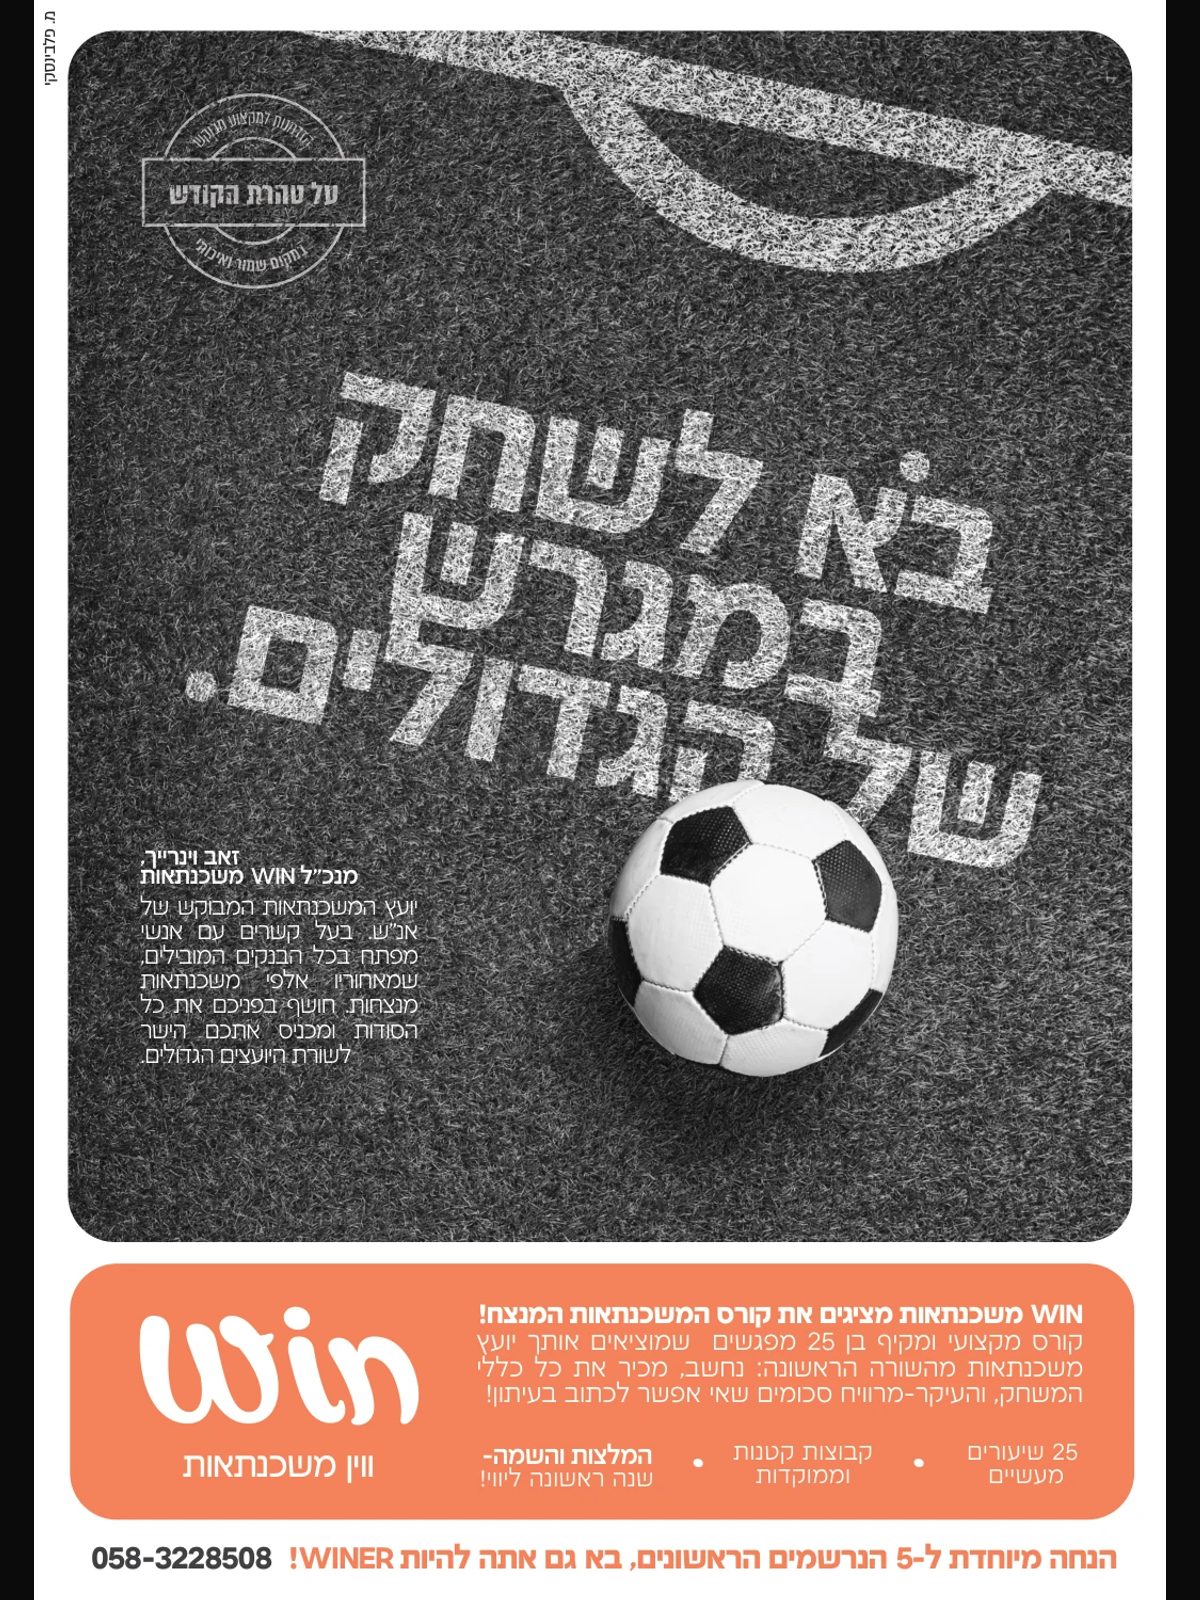 מ. פלבינסקי
הזדמנות למקצוע מבוקש
על טהרת הקודש
במקום שמור ואיכותי
בֹא לשחק
במגרש
של הגדולים.
זאב וינרייך,
מנכ"ל WIN משכנתאות
יועץ המשכנתאות המבוקש של
אנ"ש. בעל קשרים עם אנשי
מפתח בכל הבנקים המובילים,
שמאחוריו אלפי משכנתאות
מנצחות. חושף בפניכם את כל
הסודות ומכניס אתכם הישר
לשורת היועצים הגדולים.
WIN משכנתאות מציגים את קורס המשכנתאות המנצח!
קורס מקצועי ומקיף בן 25 מפגשים שמוציאים אותך יועץ
משכנתאות מהשורה הראשונה: נחשב, מכיר את כל כללי
המשחק, והעיקר-מרוויח סכומים שאי אפשר לכתוב בעיתון!
25 שיעורים
מעשיים
•
קבוצות קטנות
וממוקדות
•
המלצות והשמה-
שנה ראשונה ליווי!
win
ווין משכנתאות
הנחה מיוחדת ל-5 הנרשמים הראשונים, בא גם אתה להיות WINER! 058-3228508